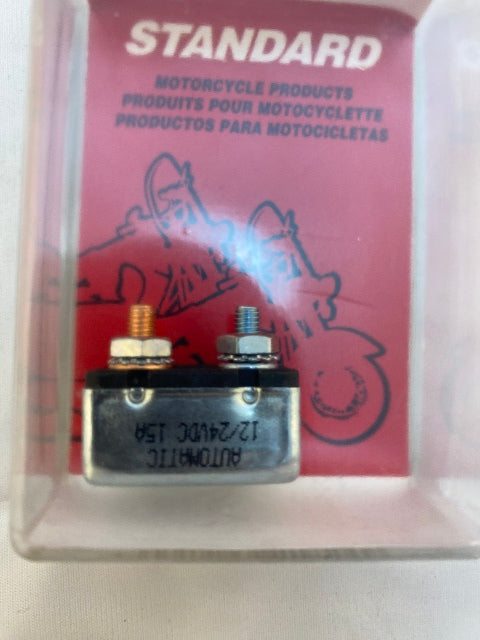 STANDARD
MOTORCYCLE PRODUCTS
PRODUITS POUR MOTOCYCLETTE
PRODUCTOS PARA MOTOCICLETAS
AUTOMATIC
12/24VDC 15A